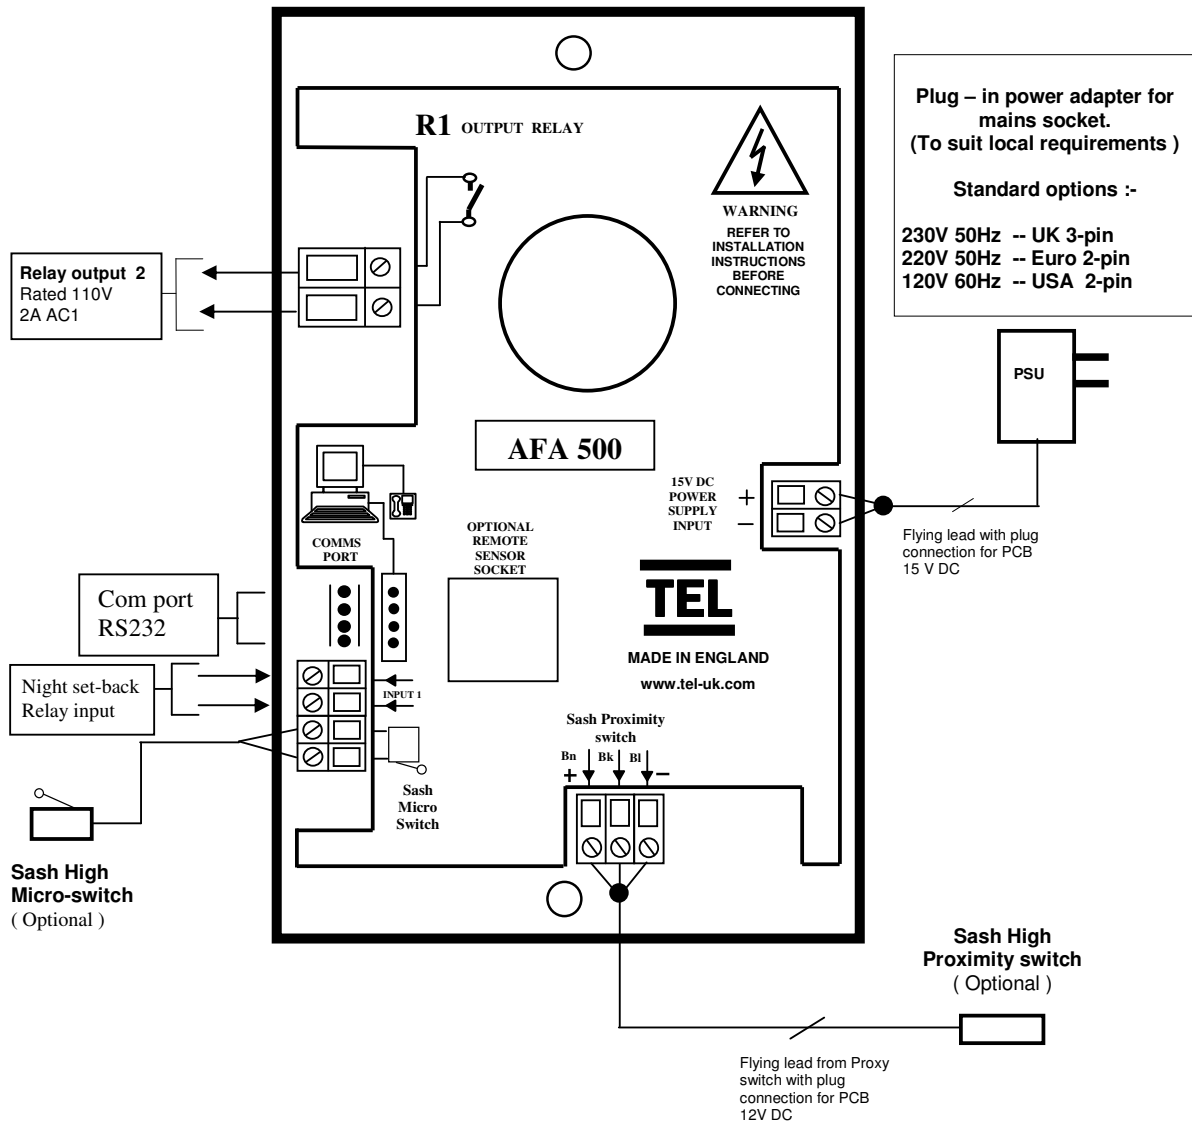 R1 OUTPUT RELAY
WARNING
REFER TO
INSTALLATION
INSTRUCTIONS
BEFORE
CONNECTING
Plug – in power adapter for
mains socket.
(To suit local requirements )
Standard options :-
230V 50Hz -- UK 3-pin
220V 50Hz -- Euro 2-pin
120V 60Hz -- USA 2-pin
Relay output 2
Rated 110V
2A AC1
PSU
AFA 500
15V DC
POWER
SUPPLY
INPUT
+
−
Flying lead with plug
connection for PCB
15 V DC
COMMS
PORT
OPTIONAL
REMOTE
SENSOR
SOCKET
TEL
MADE IN ENGLAND
www.tel-uk.com
Com port
RS232
Night set-back
Relay input
INPUT 1
Sash
Micro
Switch
Sash Proximity
switch
Bn Bk Bl
+ −
Sash High
Micro-switch
( Optional )
Sash High
Proximity switch
( Optional )
Flying lead from Proxy
switch with plug
connection for PCB
12V DC